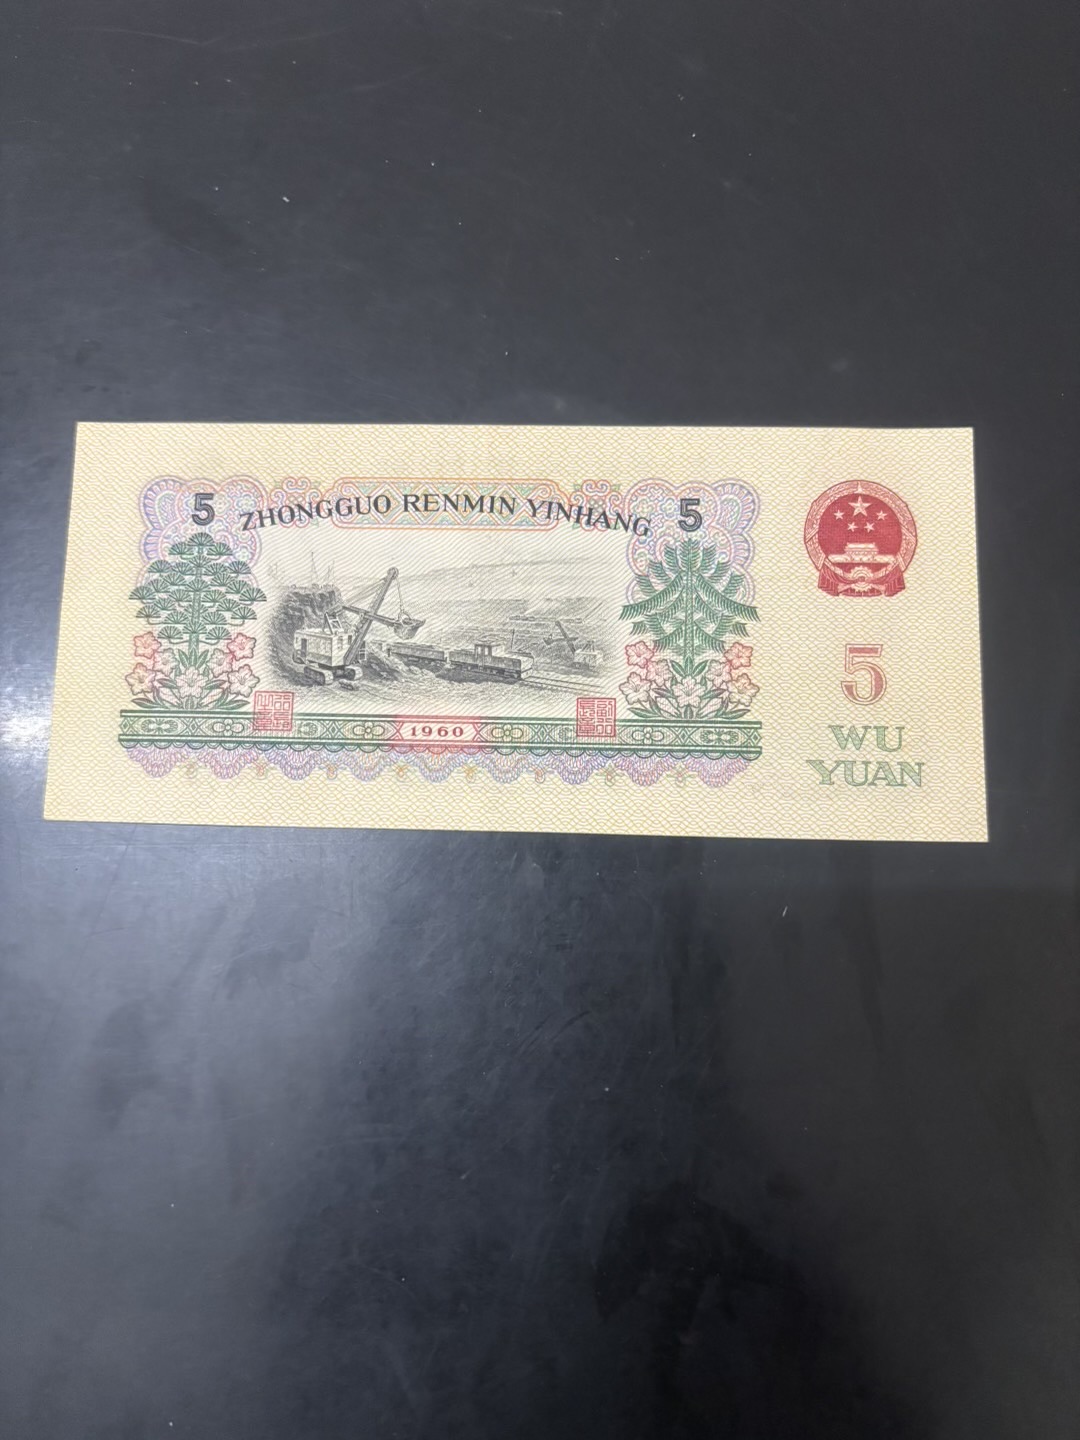 5 ZHONGGUO RENMIN YINHANG 5
1960
5
WU
YUAN